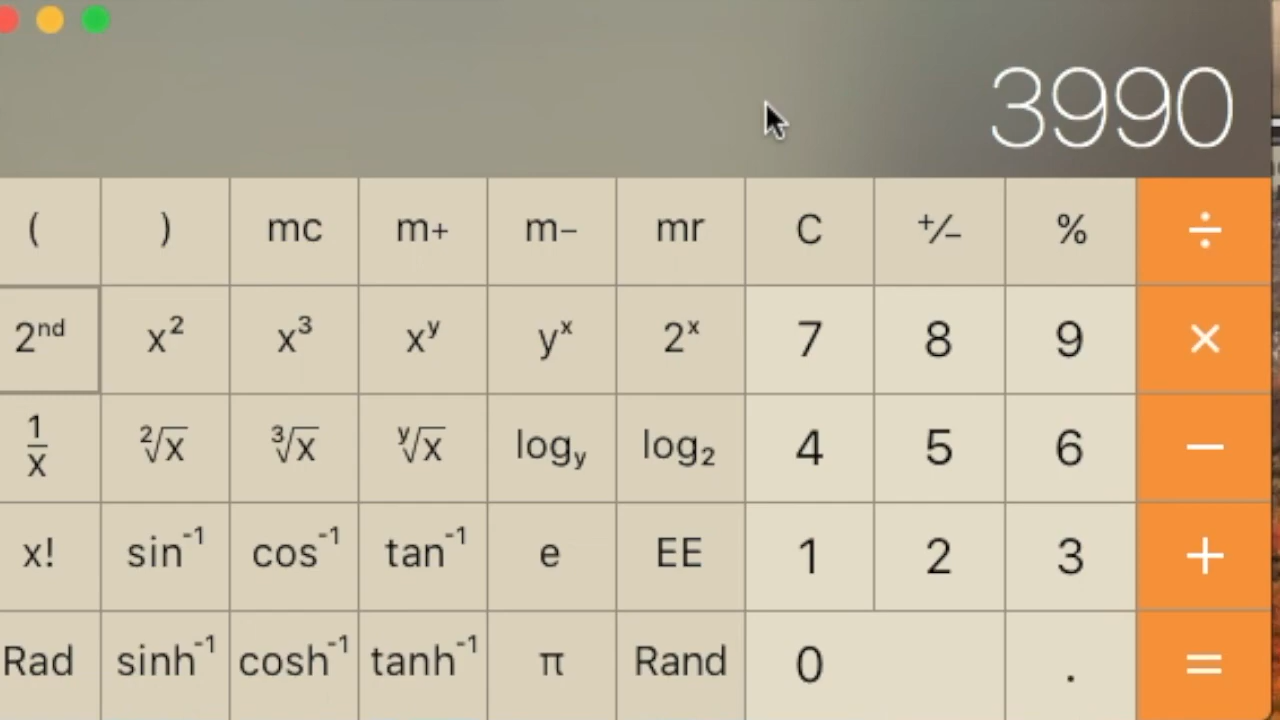 3990
( ) mc m+ m− mr C ⁺⁄₋ % ÷
2ⁿᵈ x² x³ xʸ yˣ 2ˣ 7 8 9 ×
1/x ²√x ³√x ʸ√x logᵧ log₂ 4 5 6 −
x! sin⁻¹ cos⁻¹ tan⁻¹ e EE 1 2 3 +
Rad sinh⁻¹ cosh⁻¹ tanh⁻¹ π Rand 0 . =